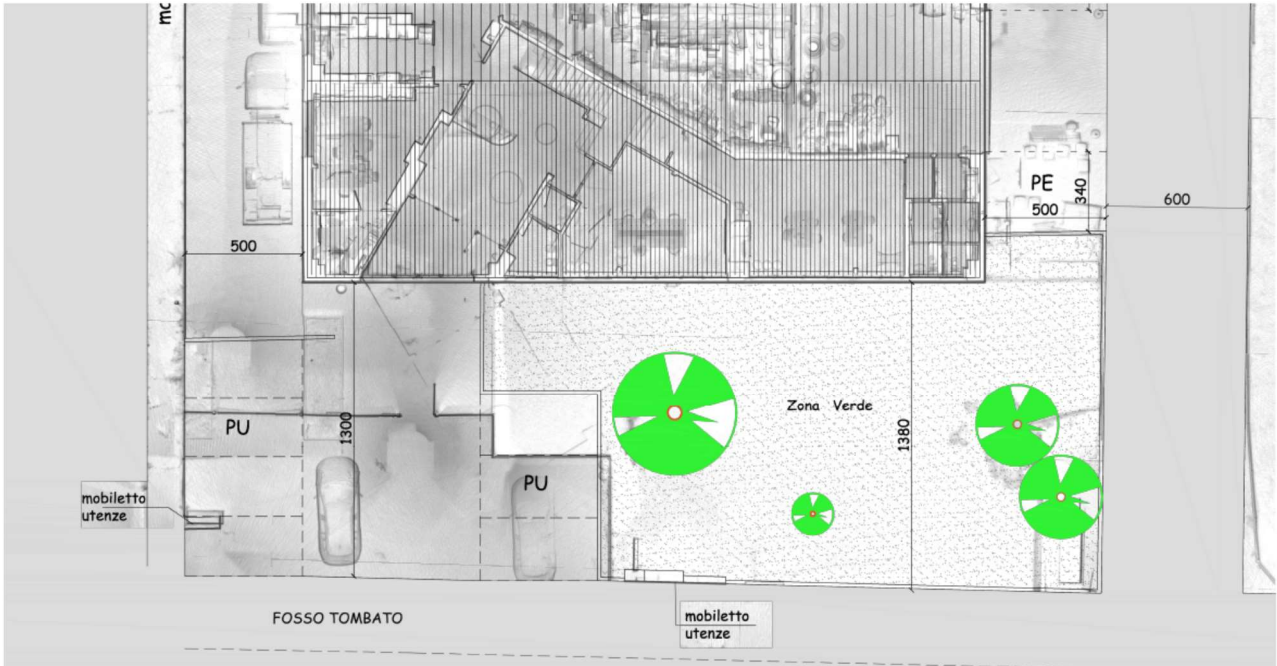 mo
PE
340
500
600
500
Zona Verde
1300
1380
PU
PU
mobiletto
utenze
FOSSO TOMBATO
mobiletto
utenze